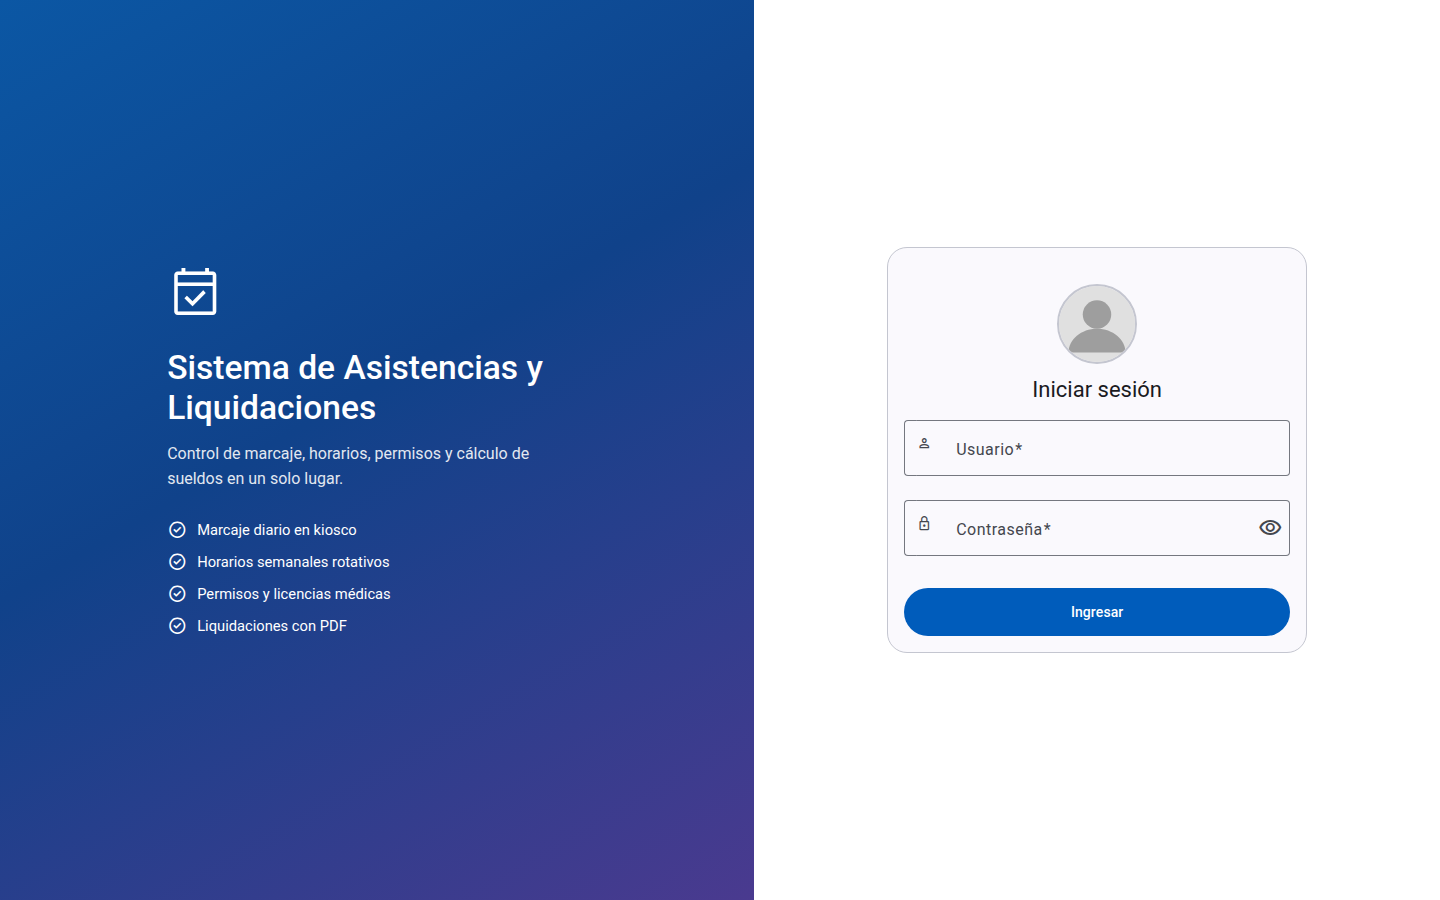 Sistema de Asistencias y
Liquidaciones
Control de marcaje, horarios, permisos y cálculo de
sueldos en un solo lugar.
Marcaje diario en kiosco
Horarios semanales rotativos
Permisos y licencias médicas
Liquidaciones con PDF
Iniciar sesión
Usuario*
Contraseña*
Ingresar